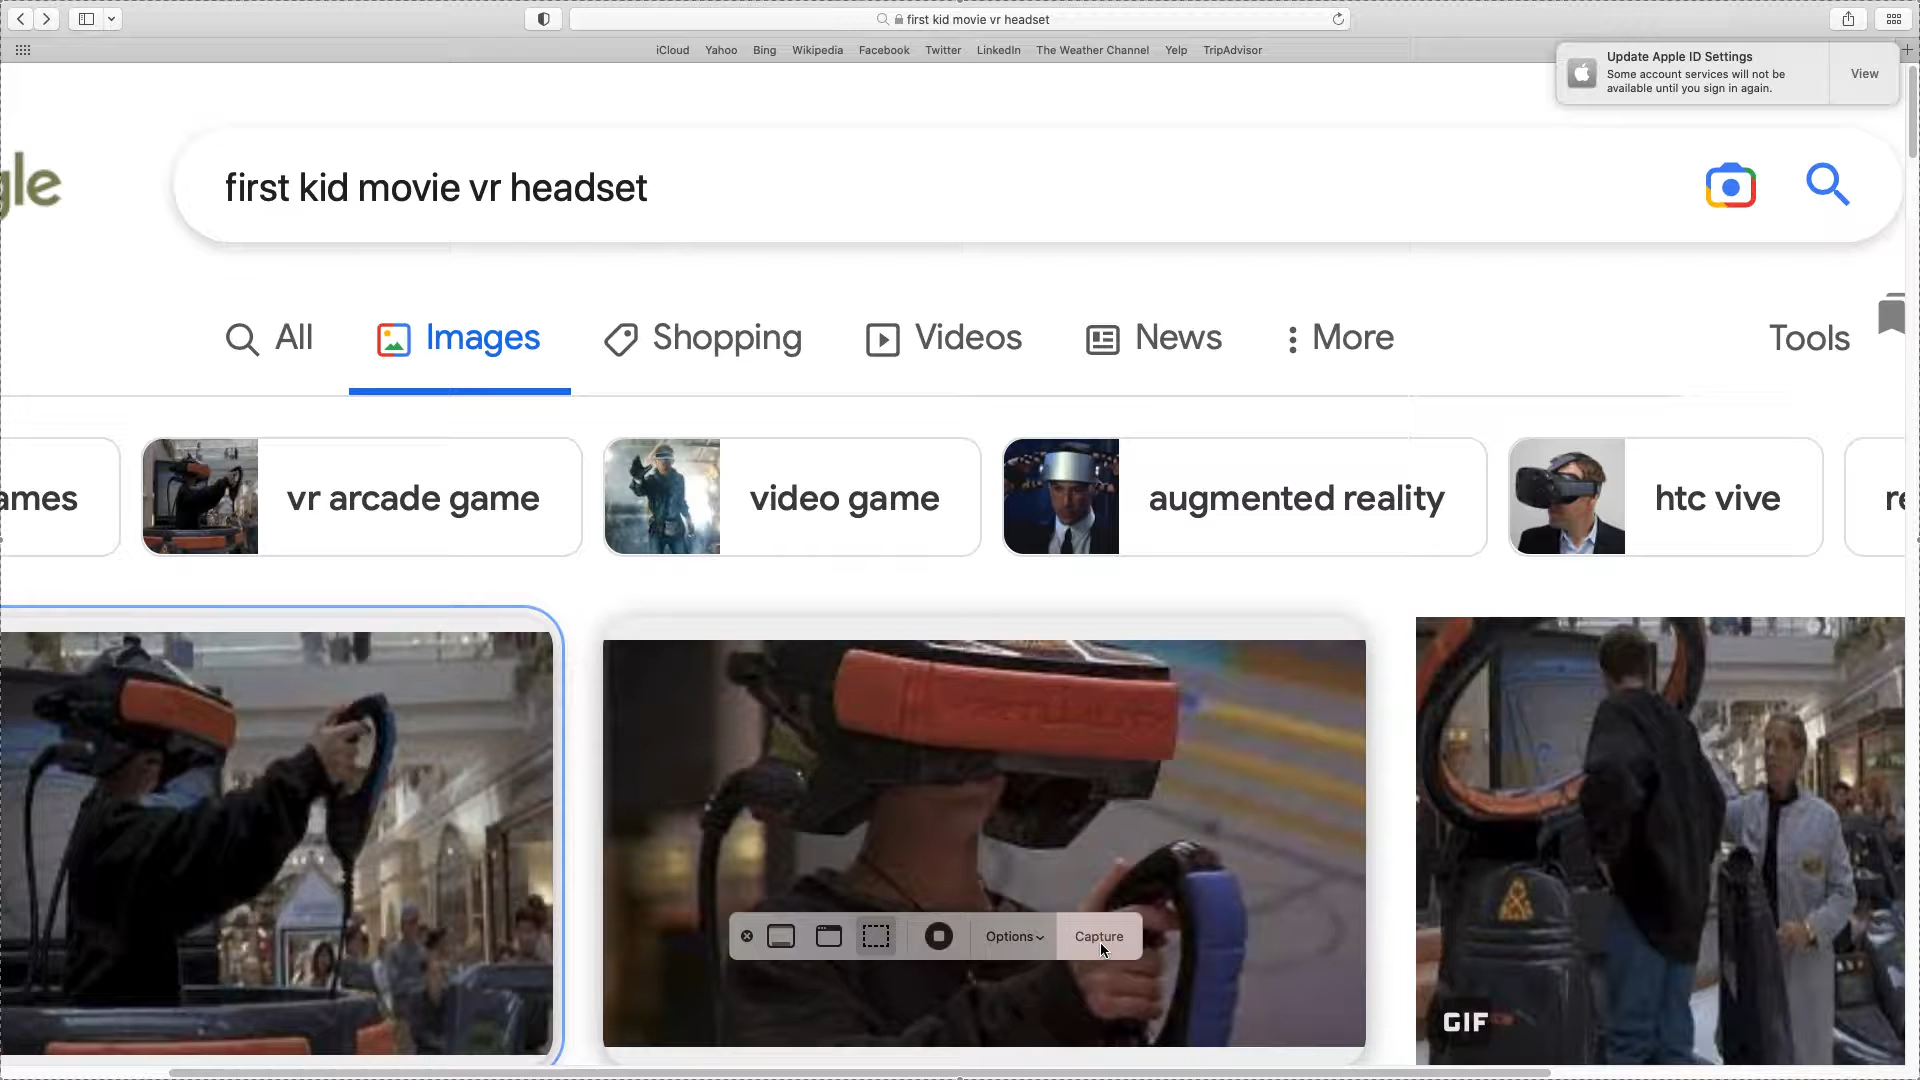 first kid movie vr headset
iCloud Yahoo Bing Wikipedia Facebook Twitter LinkedIn The Weather Channel Yelp TripAdvisor
Update Apple ID Settings
Some account services will not be
available until you sign in again.
View
gle
first kid movie vr headset
All Images Shopping Videos News More Tools
ames vr arcade game video game augmented reality htc vive re
Options Capture
GIF